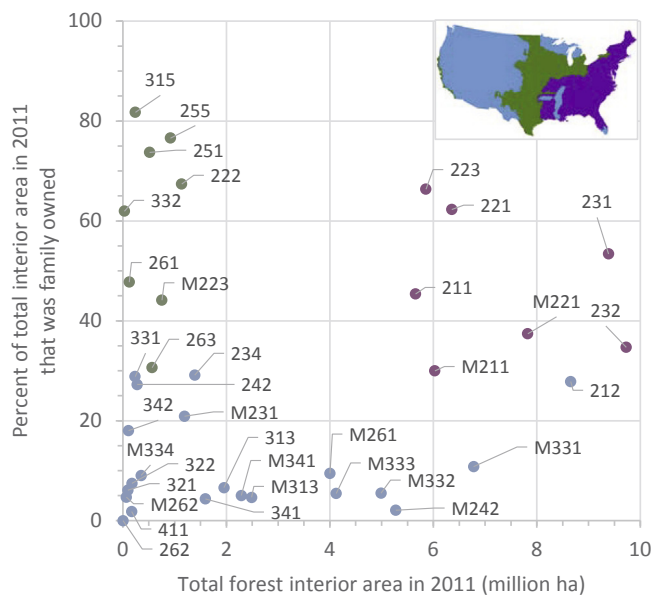 100
80
60
40
20
0
Percent of total interior area in 2011
that was family owned
315
255
251
222
332
261
M223
223
221
231
211
M221
232
M211
212
331
263
234
242
342
M231
M334
322
321
M262
411
262
313
M341
M313
341
M261
M333
M332
M242
M331
0 2 4 6 8 10
Total forest interior area in 2011 (million ha)